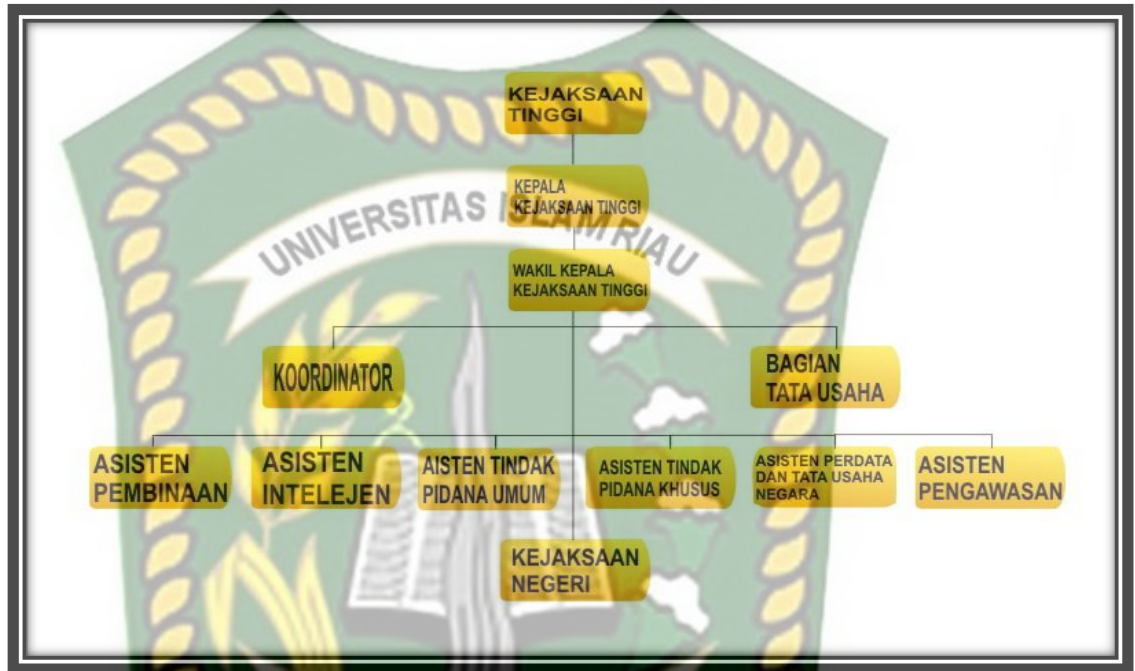 KEJAKSAAN
TINGGI
UNIVERSITAS ISLAM RIAU
KEPALA
KEJAKSAAN TINGGI
WAKIL KEPALA
KEJAKSAAN TINGGI
KOORDINATOR
BAGIAN
TATA USAHA
ASISTEN
PEMBINAAN
ASISTEN
INTELEJEN
AISTEN TINDAK
PIDANA UMUM
ASISTEN TINDAK
PIDANA KHUSUS
ASISTEN PERDATA
DAN TATA USAHA
NEGARA
ASISTEN
PENGAWASAN
KEJAKSAAN
NEGERI